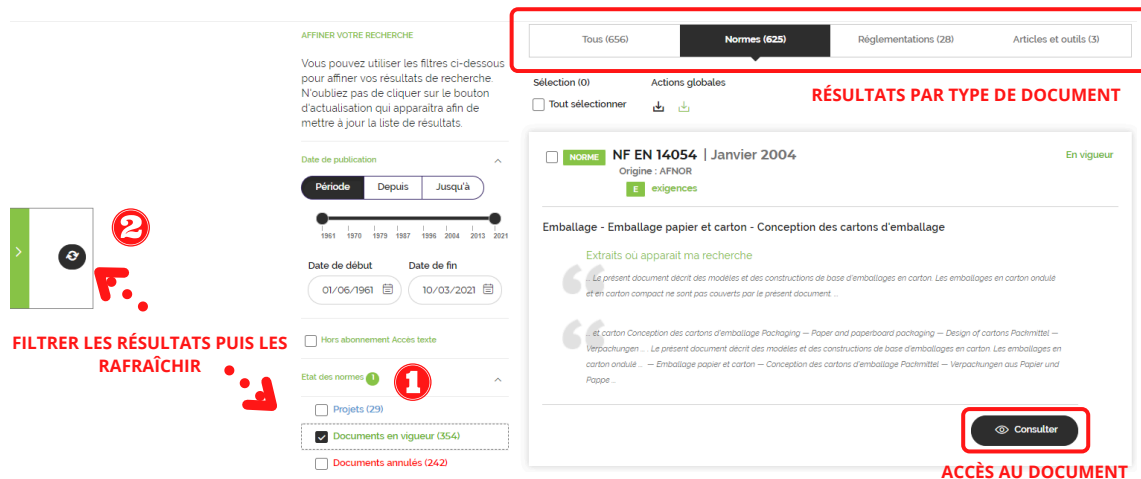 AFFINER VOTRE RECHERCHE
Vous pouvez utiliser les filtres ci-dessous
pour affiner vos résultats de recherche.
N'oubliez pas de cliquer sur le bouton
d'actualisation qui apparaitra afin de
mettre à jour la liste de résultats.
Date de publication
Période Depuis Jusqu'à
1961 1970 1979 1987 1996 2004 2013 2021
Date de début Date de fin
01/06/1961 10/03/2021
Hors abonnement Accès texte
Etat des normes 1
1
Projets (29)
Documents en vigueur (354)
Documents annulés (242)
2
FILTRER LES RÉSULTATS PUIS LES
RAFRAÎCHIR
Tous (656) Normes (625) Réglementations (28) Articles et outils (3)
RÉSULTATS PAR TYPE DE DOCUMENT
Sélection (0) Actions globales
Tout sélectionner
NORME NF EN 14054 | Janvier 2004 En vigueur
Origine : AFNOR
E exigences
Emballage - Emballage papier et carton - Conception des cartons d'emballage
Extraits où apparait ma recherche
... Le présent document décrit des modèles et des constructions de base d'emballages en carton. Les emballages en carton ondulé
et en carton compact ne sont pas couverts par le présent document. ...
... et carton Conception des cartons d'emballage Packaging — Paper and paperboard packaging — Design of cartons Packmittel —
Verpackungen ... . Le présent document décrit des modèles et des constructions de base d'emballages en carton. Les emballages en
carton ondulé ... — Emballage papier et carton — Conception des cartons d'emballage Packmittel — Verpackungen aus Papier und
Pappe ...
Consulter
ACCÈS AU DOCUMENT